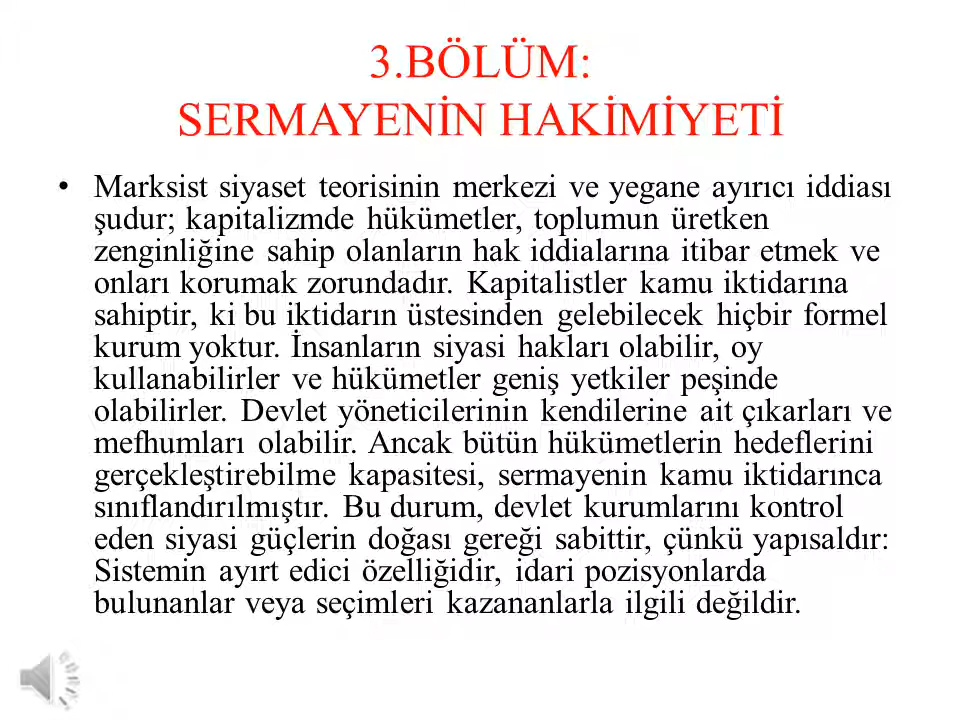 3.BÖLÜM:
SERMAYENİN HAKİMİYETİ
• Marksist siyaset teorisinin merkezi ve yegane ayırıcı iddiası
şudur; kapitalizmde hükümetler, toplumun üretken
zenginliğine sahip olanların hak iddialarına itibar etmek ve
onları korumak zorundadır. Kapitalistler kamu iktidarına
sahiptir, ki bu iktidarın üstesinden gelebilecek hiçbir formel
kurum yoktur. İnsanların siyasi hakları olabilir, oy
kullanabilirler ve hükümetler geniş yetkiler peşinde
olabilirler. Devlet yöneticilerinin kendilerine ait çıkarları ve
mefhumları olabilir. Ancak bütün hükümetlerin hedeflerini
gerçekleştirebilme kapasitesi, sermayenin kamu iktidarınca
sınıflandırılmıştır. Bu durum, devlet kurumlarını kontrol
eden siyasi güçlerin doğası gereği sabittir, çünkü yapısaldır:
Sistemin ayırt edici özelliğidir, idari pozisyonlarda
bulunanlar veya seçimleri kazananlarla ilgili değildir.